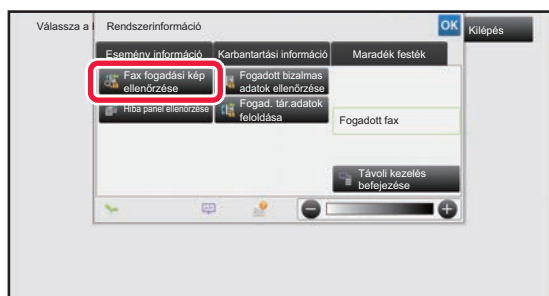 Válassza a
Rendszerinformáció
OK
Kilépés
Esemény információ
Karbantartási információ
Maradék festék
Fax fogadási kép
ellenőrzése
Fogadott bizalmas
adatok ellenőrzése
Hiba panel ellenőrzése
Fogad. tár.adatok
feloldása
Fogadott fax
Távoli kezelés
befejezése